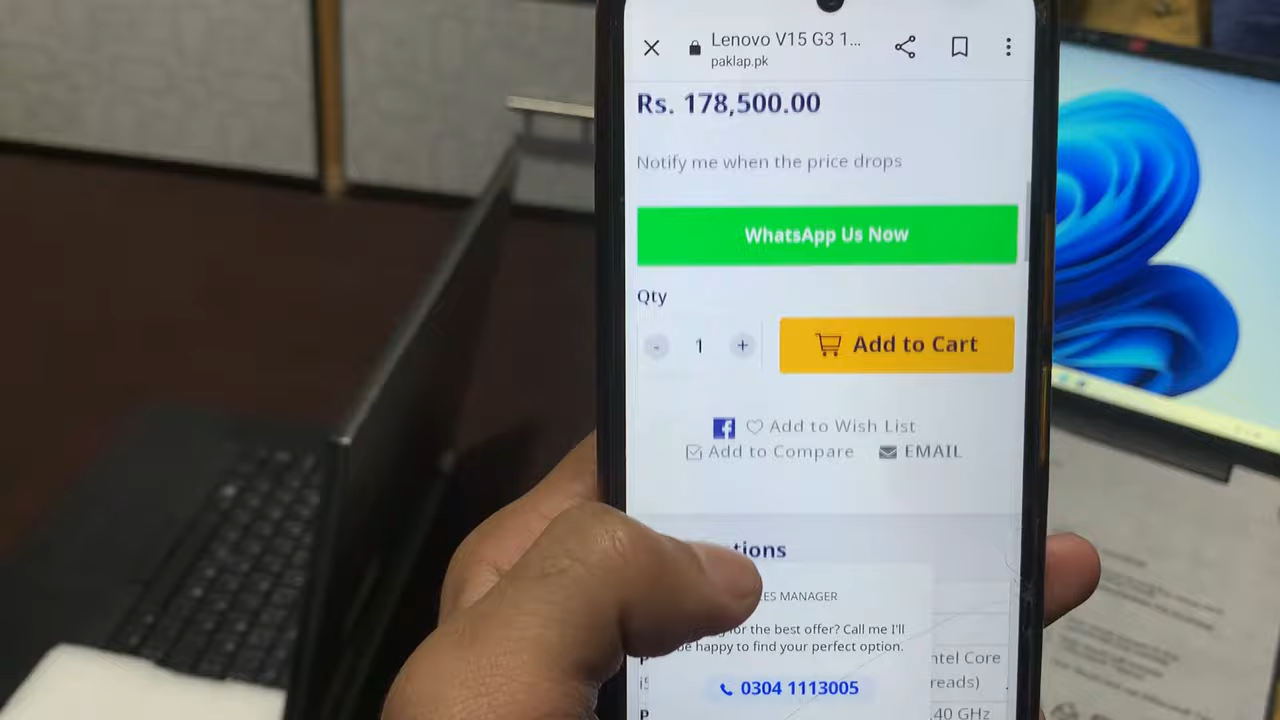 Lenovo V15 G3 1...
paklap.pk
Rs. 178,500.00
Notify me when the price drops
WhatsApp Us Now
Qty
- 1 +
Add to Cart
Add to Wish List
Add to Compare
EMAIL
tions
ES MANAGER
for the best offer? Call me I'll
e happy to find your perfect option.
ntel Core
reads)
0304 1113005
.40 GHz